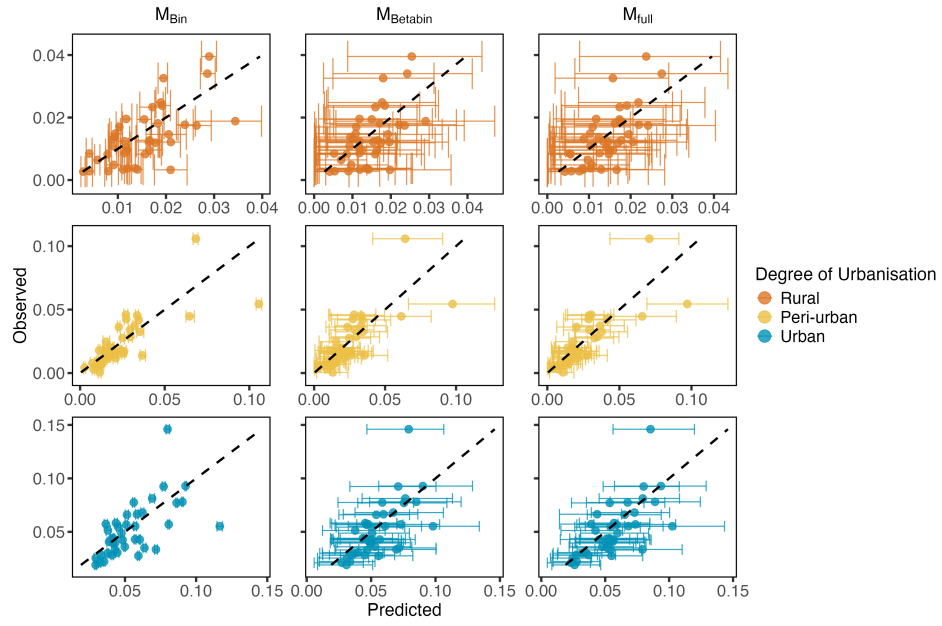 M_Bin M_Betabin M_full
0.04
0.02
0.00
0.01 0.02 0.03 0.04 0.00 0.01 0.02 0.03 0.04 0.00 0.01 0.02 0.03 0.04
0.10
0.05
0.00
0.00 0.05 0.10 0.00 0.05 0.10 0.00 0.05 0.10
0.15
0.10
0.05
0.05 0.10 0.15 0.00 0.05 0.10 0.15 0.00 0.05 0.10 0.15
Observed
Predicted
Degree of Urbanisation
Rural
Peri-urban
Urban